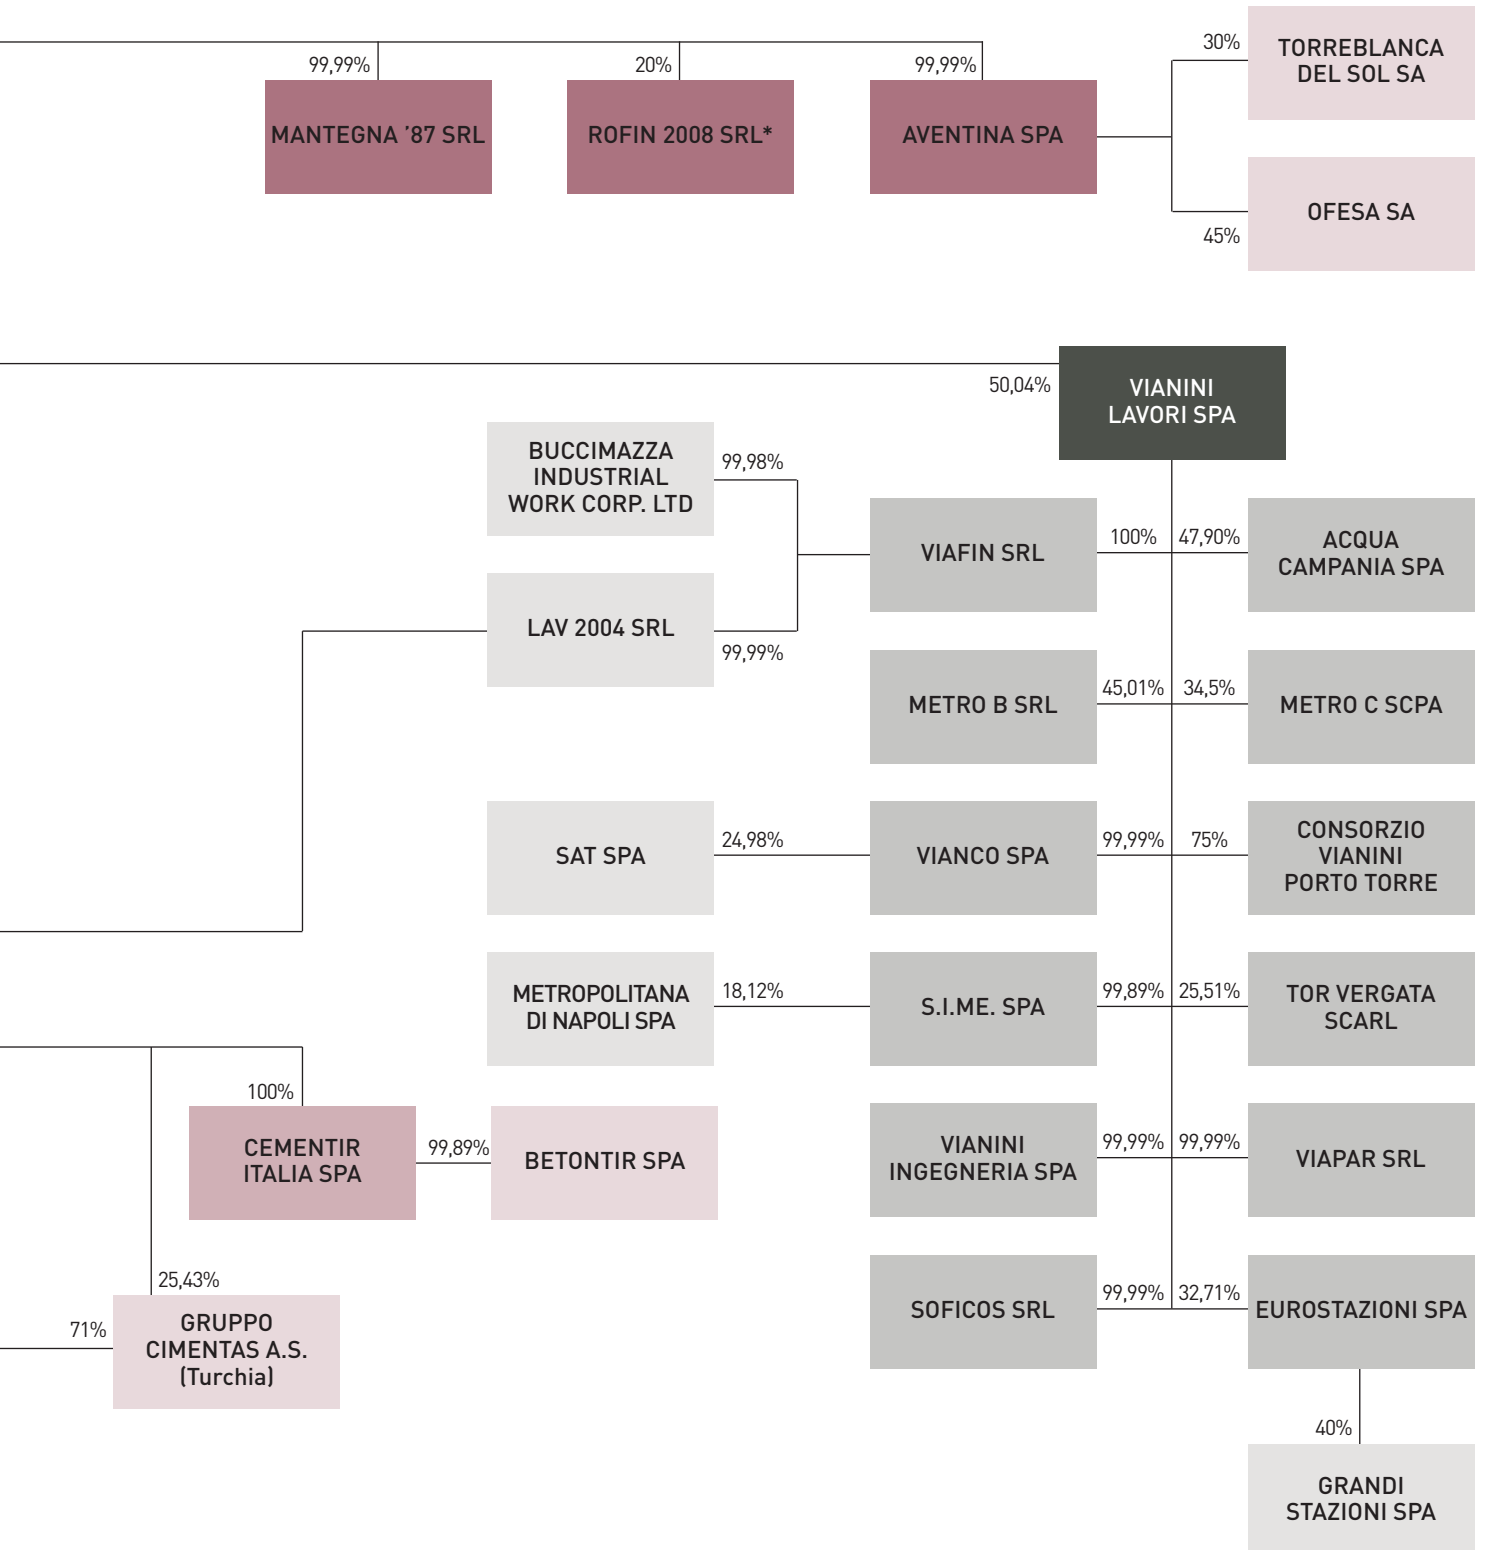 99,99%
MANTEGNA ’87 SRL
20%
ROFIN 2008 SRL*
99,99%
AVENTINA SPA
30%
TORREBLANCA
DEL SOL SA
OFESA SA
45%
50,04%
VIANINI
LAVORI SPA
BUCCIMAZZA
INDUSTRIAL
WORK CORP. LTD
99,98%
LAV 2004 SRL
99,99%
VIAFIN SRL
100%
47,90%
ACQUA
CAMPANIA SPA
METRO B SRL
45,01%
34,5%
METRO C SCPA
SAT SPA
24,98%
VIANCO SPA
99,99%
75%
CONSORZIO
VIANINI
PORTO TORRE
METROPOLITANA
DI NAPOLI SPA
18,12%
S.I.ME. SPA
99,89%
25,51%
TOR VERGATA
SCARL
100%
CEMENTIR
ITALIA SPA
99,89%
BETONTIR SPA
VIANINI
INGEGNERIA SPA
99,99%
99,99%
VIAPAR SRL
25,43%
71%
GRUPPO
CIMENTAS A.S.
(Turchia)
SOFICOS SRL
99,99%
32,71%
EUROSTAZIONI SPA
40%
GRANDI
STAZIONI SPA